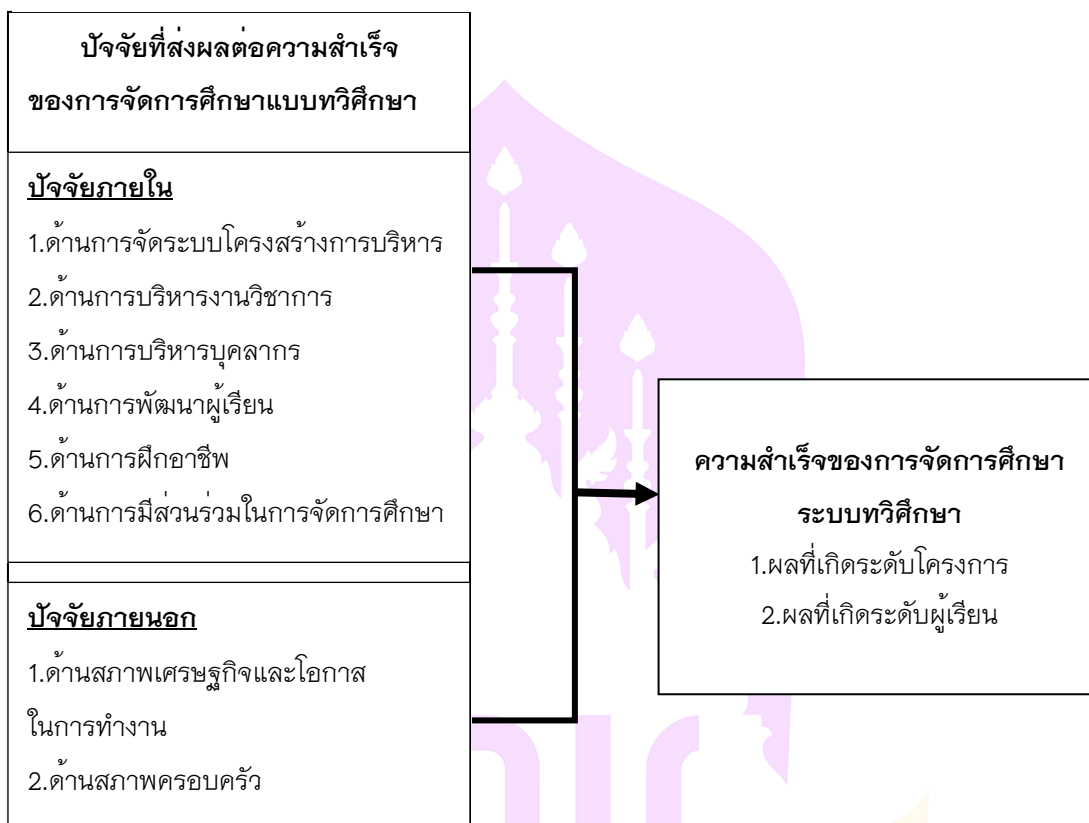 ปัจจัยที่ส่งผลต่อความสำเร็จ
ของการจัดการศึกษาแบบทวิศึกษา
ปัจจัยภายใน
1.ด้านการจัดระบบโครงสร้างการบริหาร
2.ด้านการบริหารงานวิชาการ
3.ด้านการบริหารบุคลากร
4.ด้านการพัฒนาผู้เรียน
5.ด้านการฝึกอาชีพ
6.ด้านการมีส่วนร่วมในการจัดการศึกษา
ปัจจัยภายนอก
1.ด้านสภาพเศรษฐกิจและโอกาส
ในการทำงาน
2.ด้านสภาพครอบครัว
ความสำเร็จของการจัดการศึกษา
ระบบทวิศึกษา
1.ผลที่เกิดระดับโครงการ
2.ผลที่เกิดระดับผู้เรียน